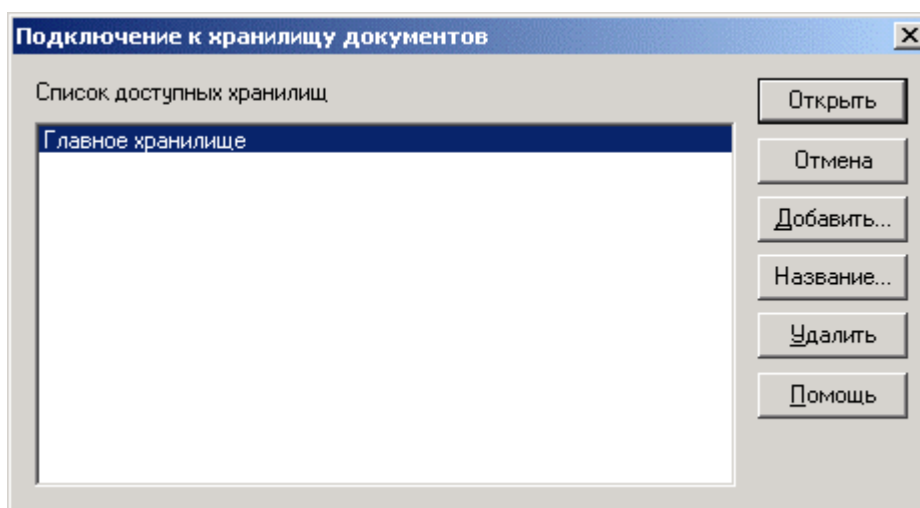 Подключение к хранилищу документов
Список доступных хранилищ
Главное хранилище
Открыть
Отмена
Добавить...
Название...
Удалить
Помощь